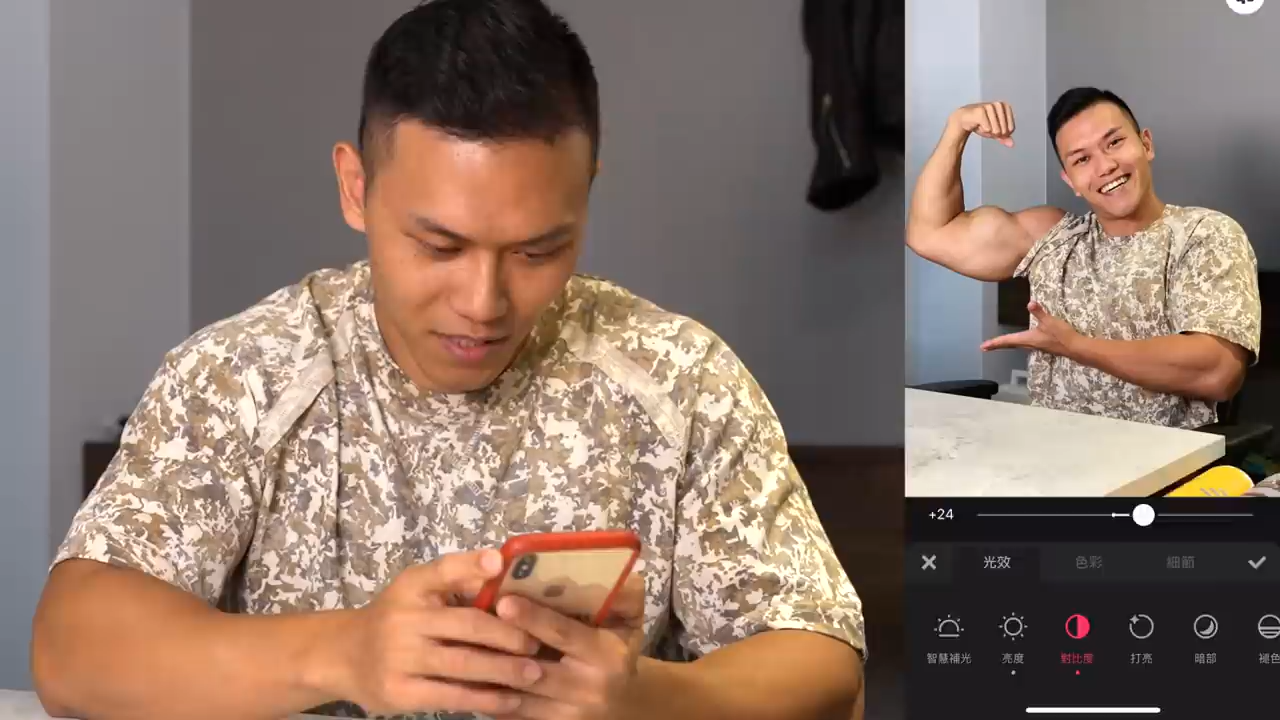 +24
光效 色彩 細節
智慧補光 亮度 對比度 打亮 暗部 褪色